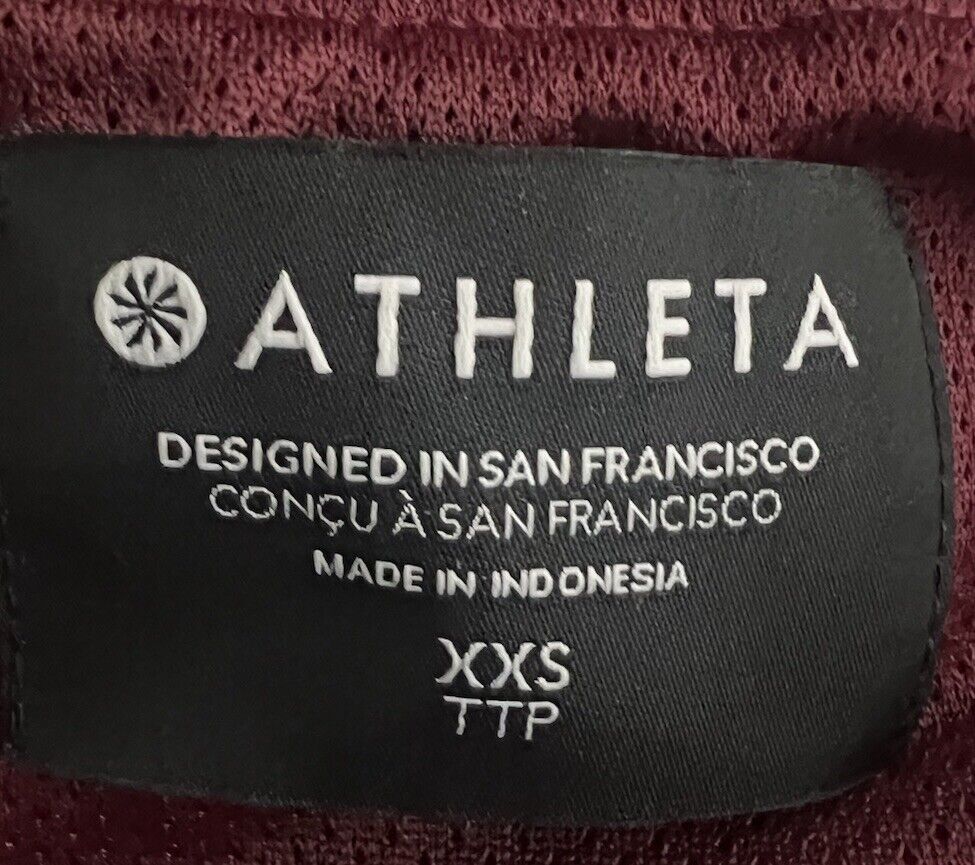 ATHLETA
DESIGNED IN SAN FRANCISCO
CONÇU À SAN FRANCISCO
MADE IN INDONESIA
XXS
TTP